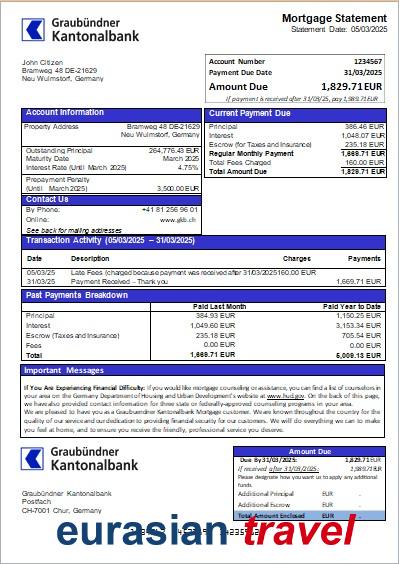 Graubündner
Kantonalbank
Mortgage Statement
Statement Date: 05/03/2025
John Citizen
Bramweg 48 DE-21629
Neu Wulmstorf, Germany
Account Number 1234567
Payment Due Date 31/03/2025
Amount Due 1,829.71 EUR
If payment is received after 31/03/25, pay 1,989.71 EUR
Account Information
Property Address Bramweg 48 DE-21629
Neu Wulmstorf, Germany
Outstanding Principal 264,776.43 EUR
Maturity Date March 2025
Interest Rate (Until March 2025) 4.75%
Prepayment Penalty
(Until March 2025) 3,500.00 EUR
Contact Us
By Phone: +41 81 256 96 01
Online: www.gkb.ch
See back for mailing addresses
Current Payment Due
Principal 386.46 EUR
Interest 1,048.07 EUR
Escrow (for Taxes and Insurance) 235.18 EUR
Regular Monthly Payment 1,669.71 EUR
Total Fees Charged 160.00 EUR
Total Amount Due 1,829.71 EUR
Transaction Activity (05/03/2025 – 31/03/2025)
Date Description Charges Payments
05/03/25 Late Fees (charged because payment was received after 31/03/2025 160.00 EUR
31/03/25 Payment Received – Thank you 1,669.71 EUR
Past Payments Breakdown
Paid Last Month Paid Year to Date
Principal 384.93 EUR 1,150.25 EUR
Interest 1,049.60 EUR 3,153.34 EUR
Escrow (Taxes and Insurance) 235.18 EUR 705.54 EUR
Fees 0.00 EUR 0.00 EUR
Total 1,669.71 EUR 5,009.13 EUR
Important Messages
If You Are Experiencing Financial Difficulty: If you would like mortgage counseling or assistance, you can find a list of counselors in
your area on the Germany Department of Housing and Urban Development's website at www.hud.gov. On the back of this page,
we have also provided contact information for these state or federally-approved counseling programs in your area.
We are pleased to have you as a Graubuendner Kantonalbank Mortgage customer. We are known throughout the country for the
quality of our service and our dedication to providing financial security for our customers. We will do everything we can to make
you feel at home, and to ensure you receive the friendly, professional service you deserve.
Graubündner
Kantonalbank
Graubündner Kantonalbank
Postfach
CH-7001 Chur, Germany
Amount Due
Due By 31/03/2025: 1,829.71 EUR
If received after 31/03/2025: 1,989.71 EUR
Please designate how you want us to apply any additional
funds.
Additional Principal EUR -
Additional Escrow EUR -
Total Amount Enclosed EUR -
eurasian travel